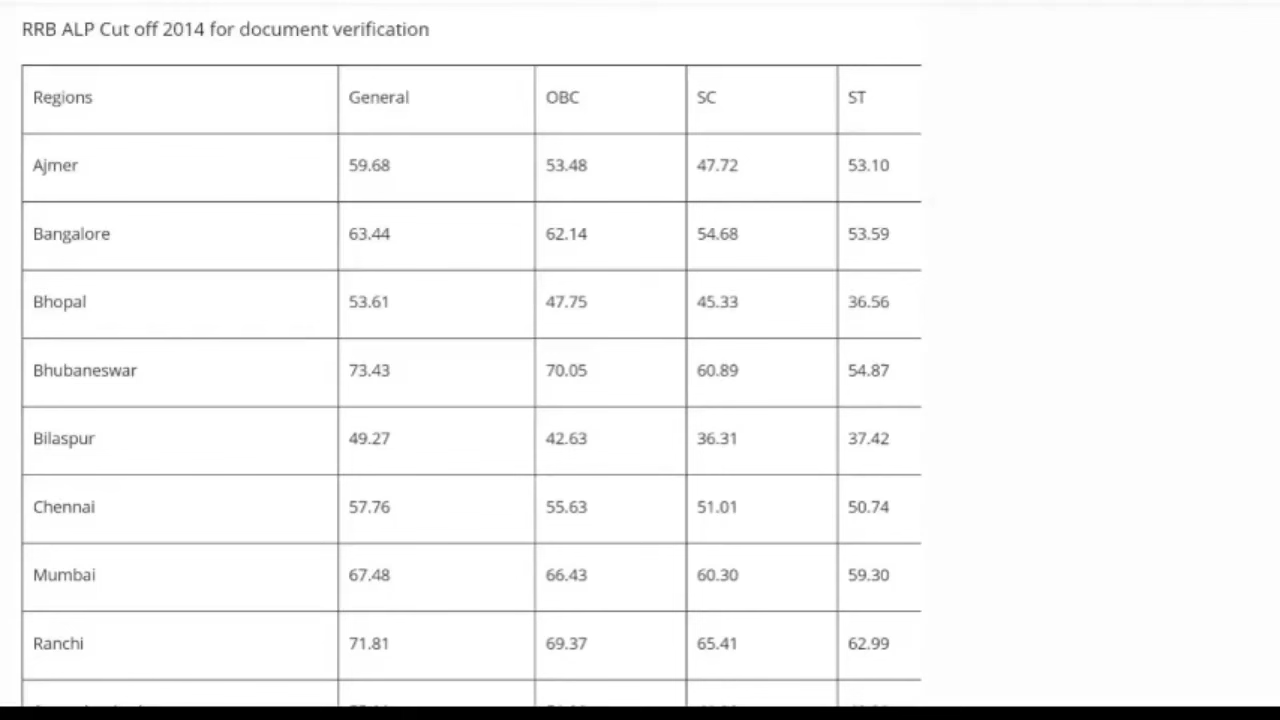 RRB ALP Cut off 2014 for document verification
Regions General OBC SC ST
Ajmer 59.68 53.48 47.72 53.10
Bangalore 63.44 62.14 54.68 53.59
Bhopal 53.61 47.75 45.33 36.56
Bhubaneswar 73.43 70.05 60.89 54.87
Bilaspur 49.27 42.63 36.31 37.42
Chennai 57.76 55.63 51.01 50.74
Mumbai 67.48 66.43 60.30 59.30
Ranchi 71.81 69.37 65.41 62.99